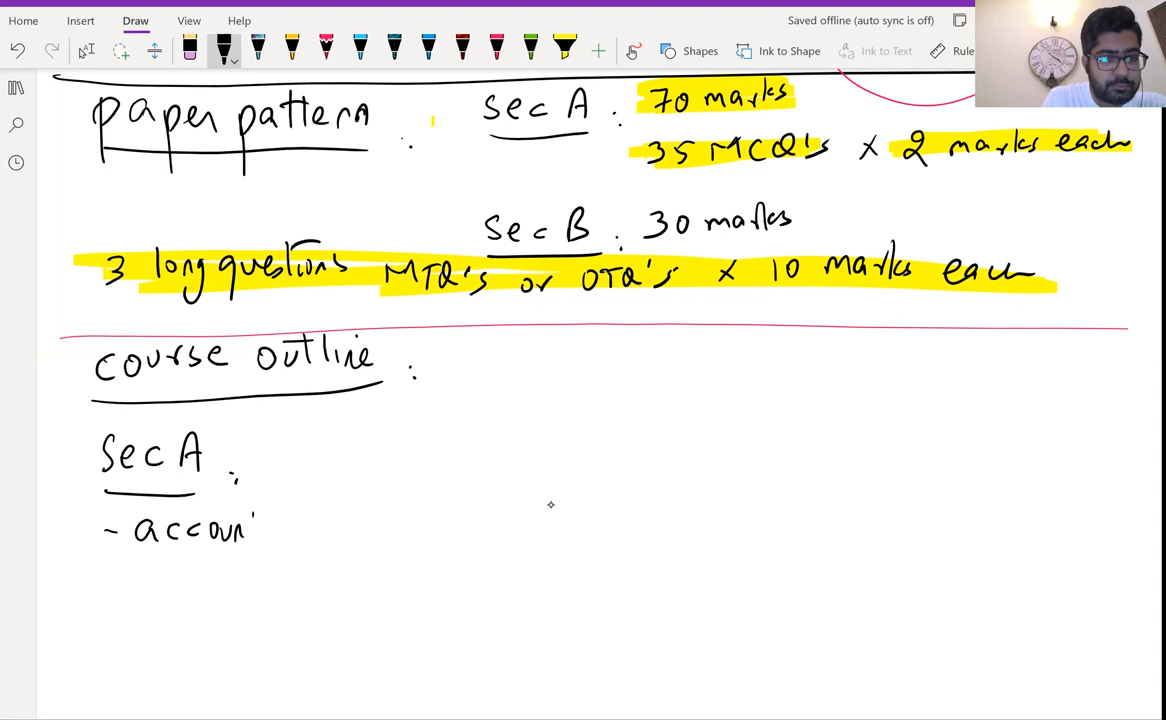 Home Insert Draw View Help Saved offline (auto sync is off)
Shapes Ink to Shape Ink to Text Rule
paper pattern : sec A : 70 marks
35 MCQ's x 2 marks each
sec B : 30 marks
3 long questions MTQ's or OTQ's x 10 marks each
course outline :
sec A :
- accoun